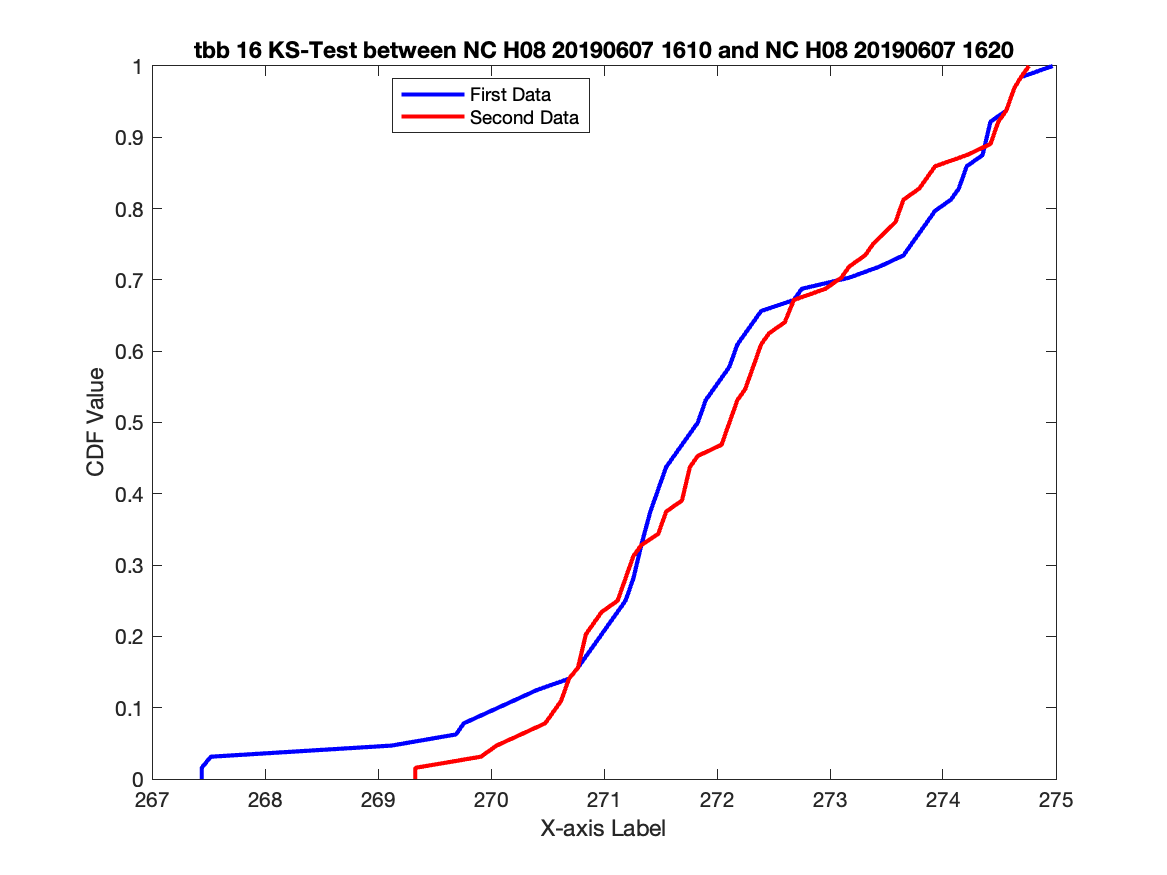 tbb 16 KS-Test between NC H08 20190607 1610 and NC H08 20190607 1620
First Data
Second Data
1
0.9
0.8
0.7
0.6
0.5
0.4
0.3
0.2
0.1
0
CDF Value
267 268 269 270 271 272 273 274 275
X-axis Label